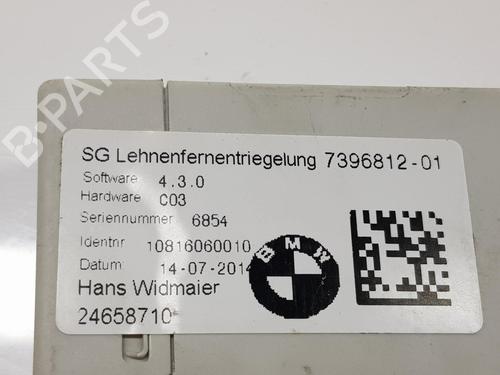 B-PARTS
SG Lehnenfernentriegelung 7396812-01
Software 4.3.0
Hardware C03
Seriennummer 6854
Identnr 10816060010
Datum 14-07-2014
Hans Widmaier
24658710
BMW